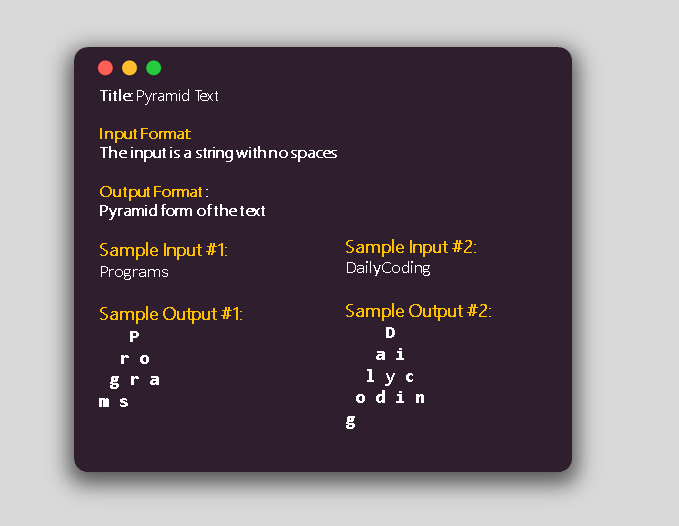 Title: Pyramid Text
Input Format:
The input is a string with no spaces
Output Format :
Pyramid form of the text
Sample Input #1:
Programs
Sample Output #1:
P
r o
g r a
m s
Sample Input #2:
DailyCoding
Sample Output #2:
D
a i
l y c
o d i n
g